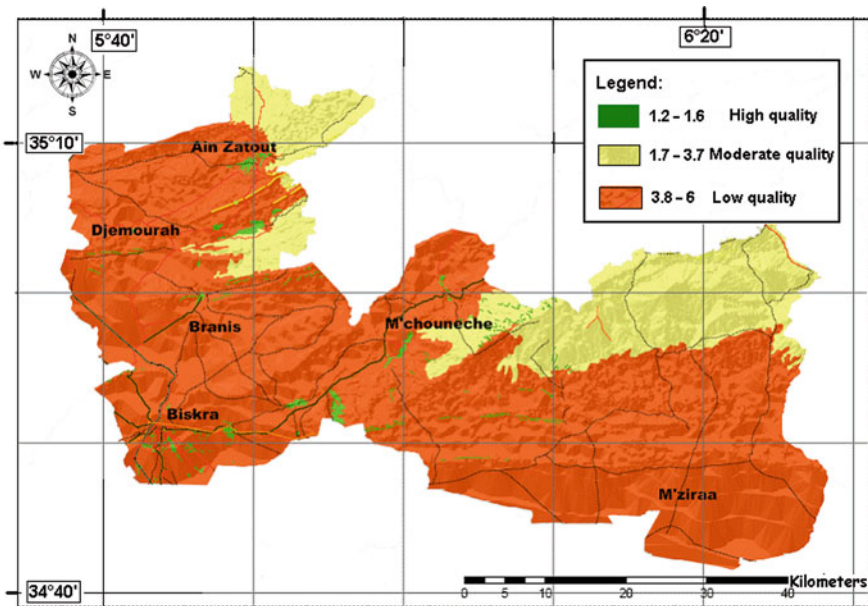 5°40'
6°20'
N
W E
S
35°10'
Legend:
1.2 – 1.6 High quality
1.7 – 3.7 Moderate quality
3.8 – 6 Low quality
Ain Zatout
Djemourah
Branis
M'chouneche
Biskra
M'ziraa
34°40'
Kilometers
0 5 10 20 30 40